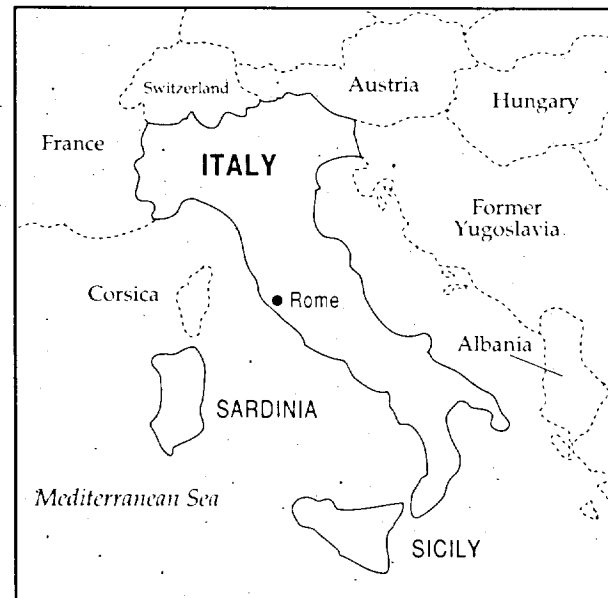 Switzerland
Austria
Hungary
France
ITALY
Former
Yugoslavia
Corsica
Rome
Albania
SARDINIA
Mediterranean Sea
SICILY